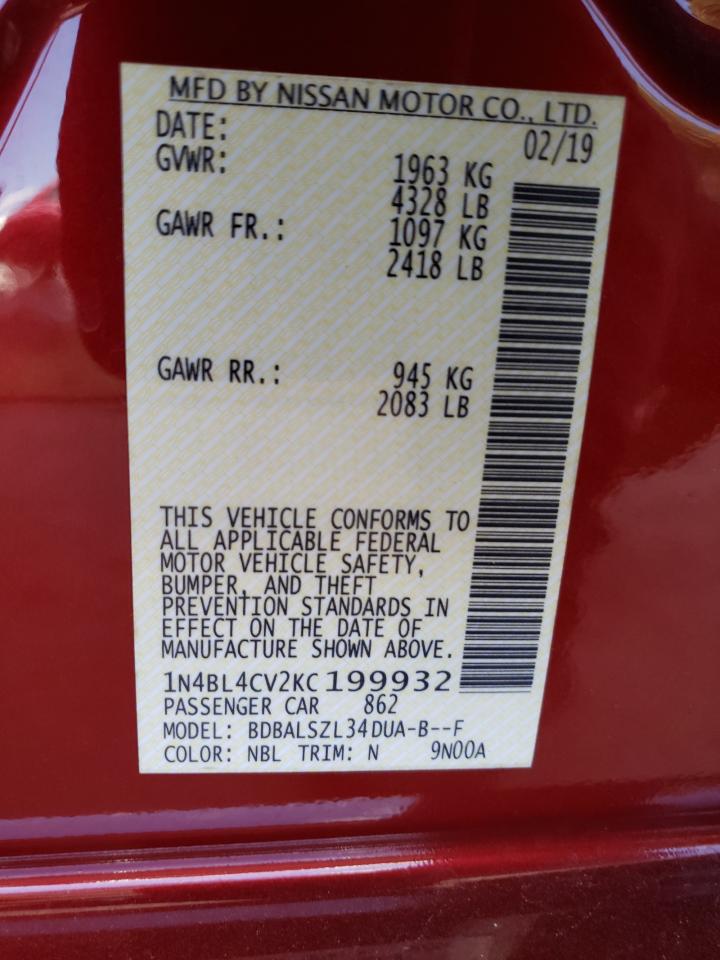 MFD BY NISSAN MOTOR CO., LTD.
DATE: 02/19
GVWR: 1963 KG
4328 LB
GAWR FR.: 1097 KG
2418 LB
GAWR RR.: 945 KG
2083 LB
THIS VEHICLE CONFORMS TO
ALL APPLICABLE FEDERAL
MOTOR VEHICLE SAFETY,
BUMPER, AND THEFT
PREVENTION STANDARDS IN
EFFECT ON THE DATE OF
MANUFACTURE SHOWN ABOVE.
1N4BL4CV2KC199932
PASSENGER CAR 862
MODEL: BDBALSZL34DUA-B--F
COLOR: NBL TRIM: N 9N00A